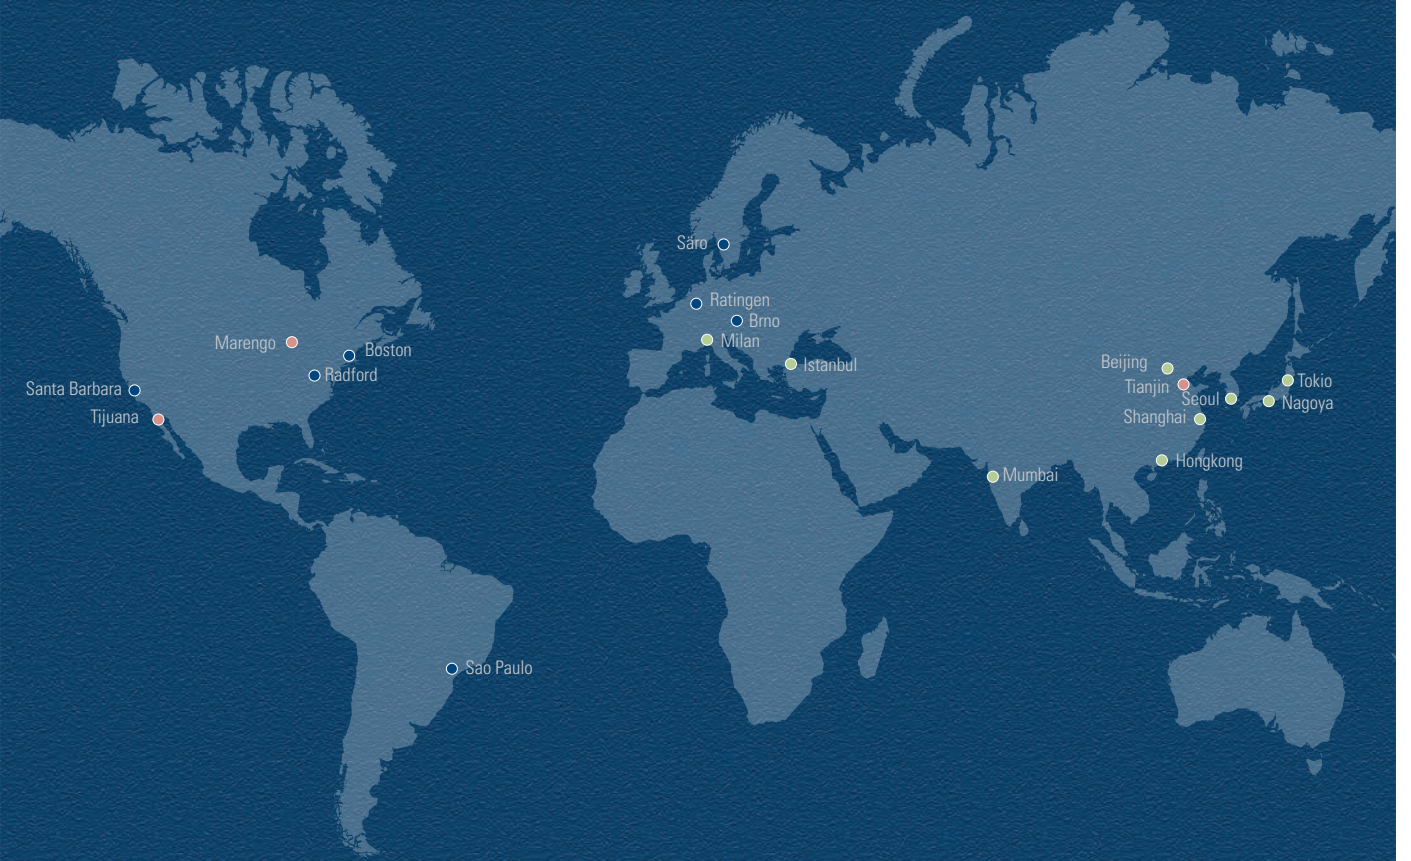 Säro
Ratingen
Brno
Marengo
Milan
Boston
Istanbul
Beijing
Radford
Tianjin
Tokio
Santa Barbara
Seoul
Nagoya
Tijuana
Shanghai
Hongkong
Mumbai
Sao Paulo